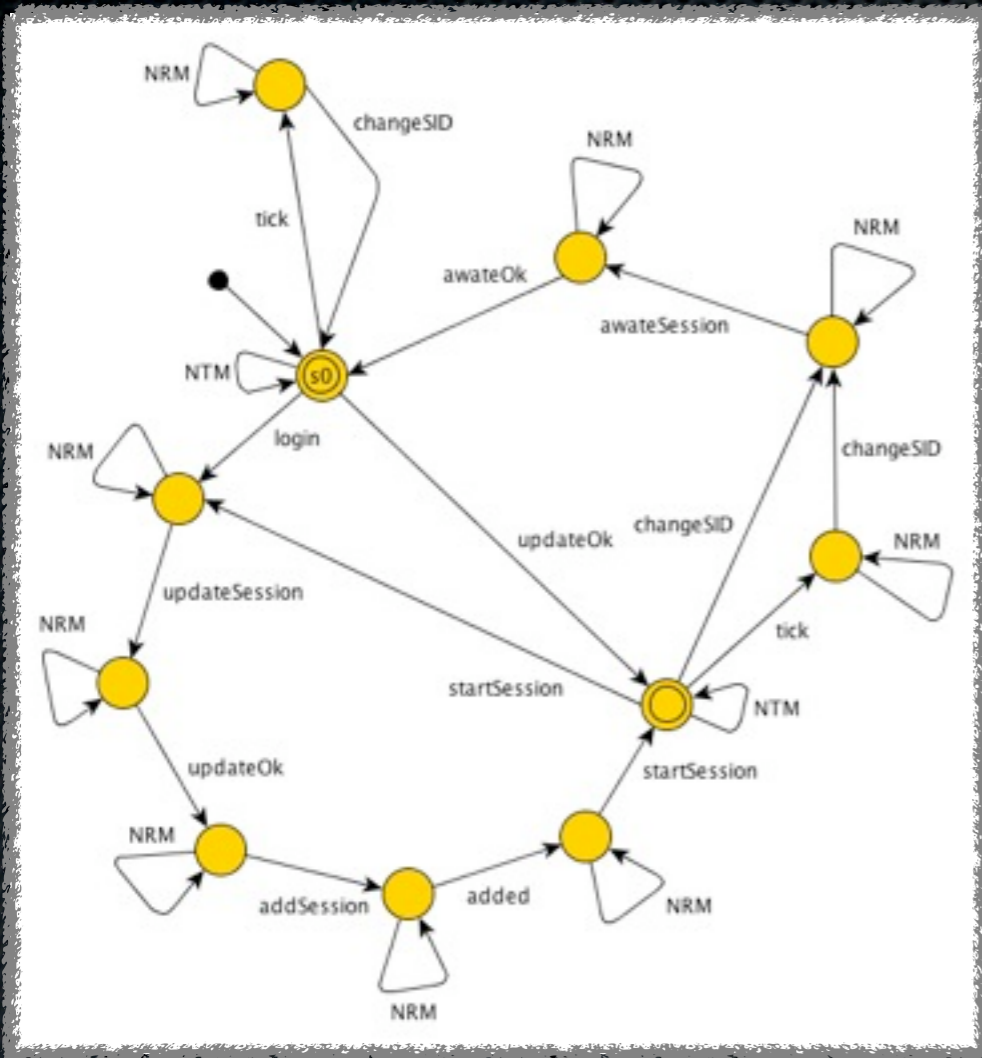 NRM
changeSID
NRM
tick
NRM
awateOk
awateSession
NTM
s0
login
NRM
changeSID
changeSID
updateOk
NRM
updateSession
NRM
tick
startSession
NTM
updateOk
startSession
NRM
addSession
added
NRM
NRM